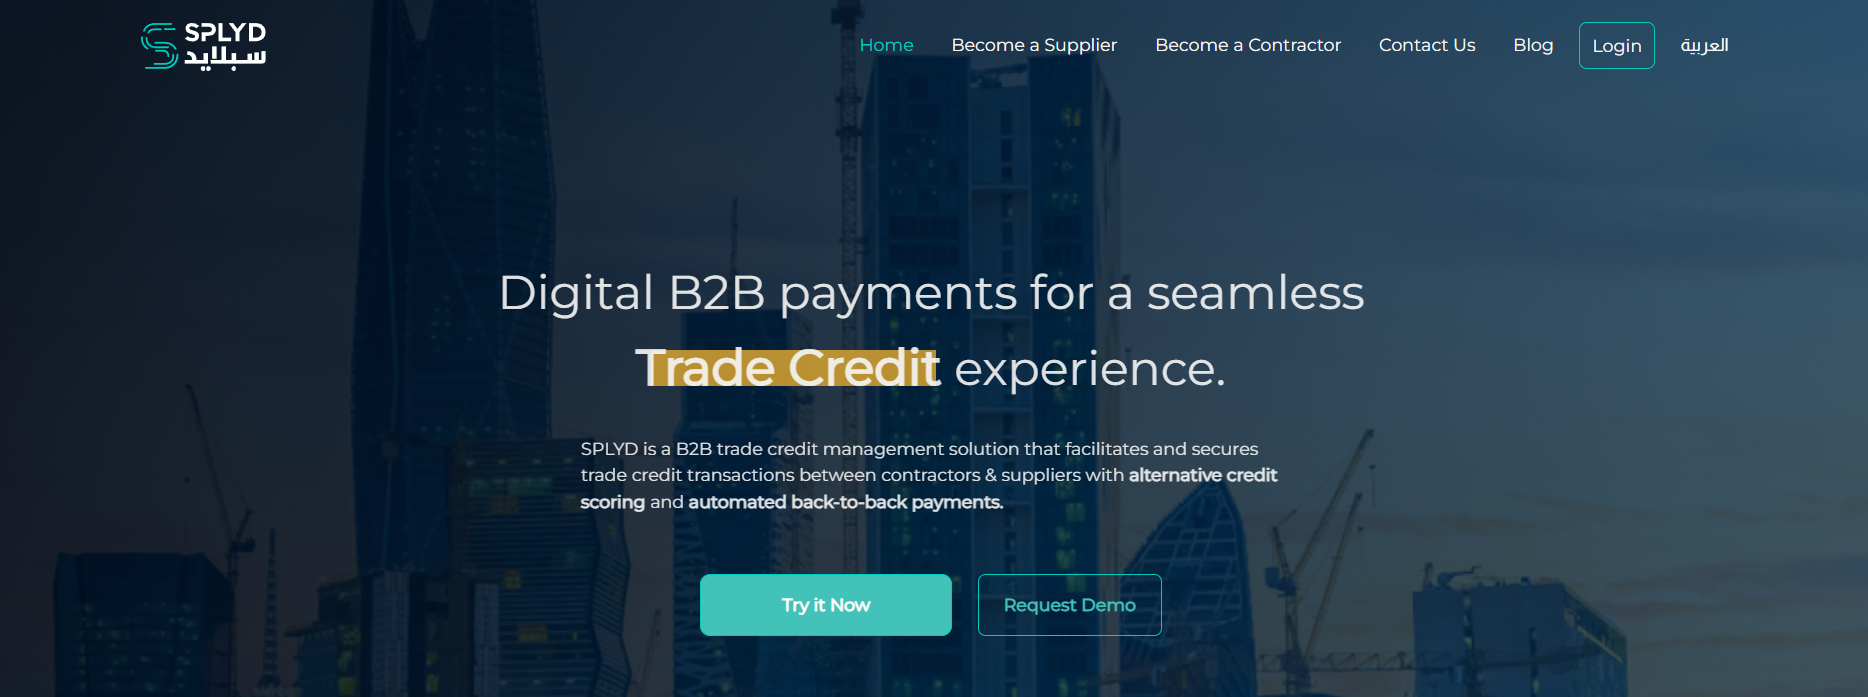 SPLYD
سبلايد
Home
Become a Supplier
Become a Contractor
Contact Us
Blog
Login
العربية
Digital B2B payments for a seamless
Trade Credit experience.
SPLYD is a B2B trade credit management solution that facilitates and secures
trade credit transactions between contractors & suppliers with alternative credit
scoring and automated back-to-back payments.
Try it Now
Request Demo